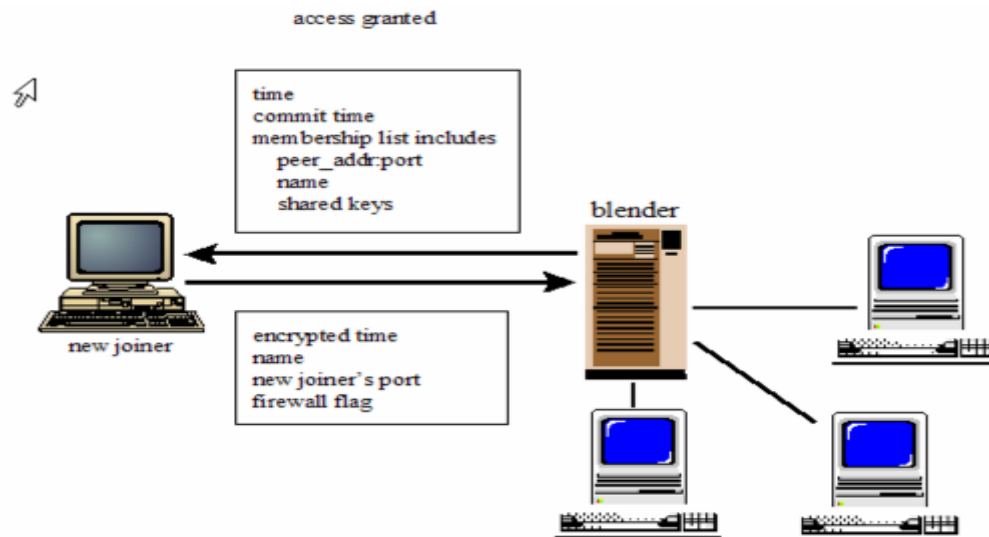 access granted
time
commit time
membership list includes
peer_addr:port
name
shared keys
blender
new joiner
encrypted time
name
new joiner's port
firewall flag